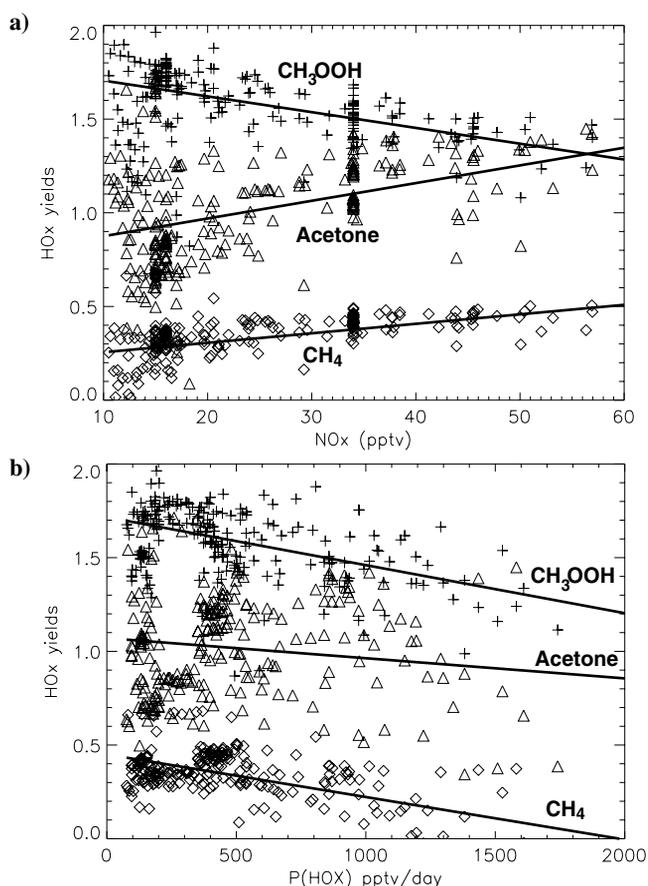 a)
2.0
CH₃OOH
1.5
HOx yields
1.0
Acetone
0.5
CH₄
0.0
10 20 30 40 50 60
NOx (pptv)
b)
2.0
1.5
CH₃OOH
HOx yields
1.0
Acetone
0.5
CH₄
0.0
0 500 1000 1500 2000
P(HOX) pptv/day